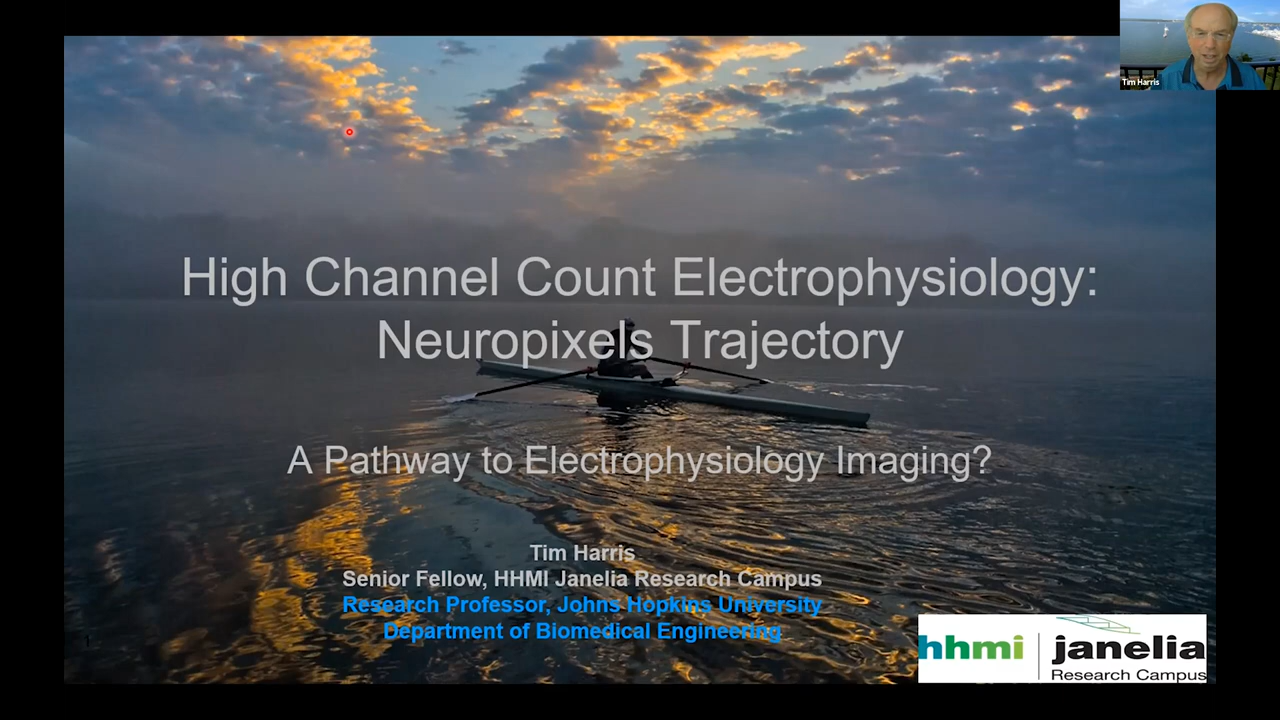 Tim Harris
High Channel Count Electrophysiology:
Neuropixels Trajectory
A Pathway to Electrophysiology Imaging?
Tim Harris
Senior Fellow, HHMI Janelia Research Campus
Research Professor, Johns Hopkins University
Department of Biomedical Engineering
1
hhmi janelia
Research Campus